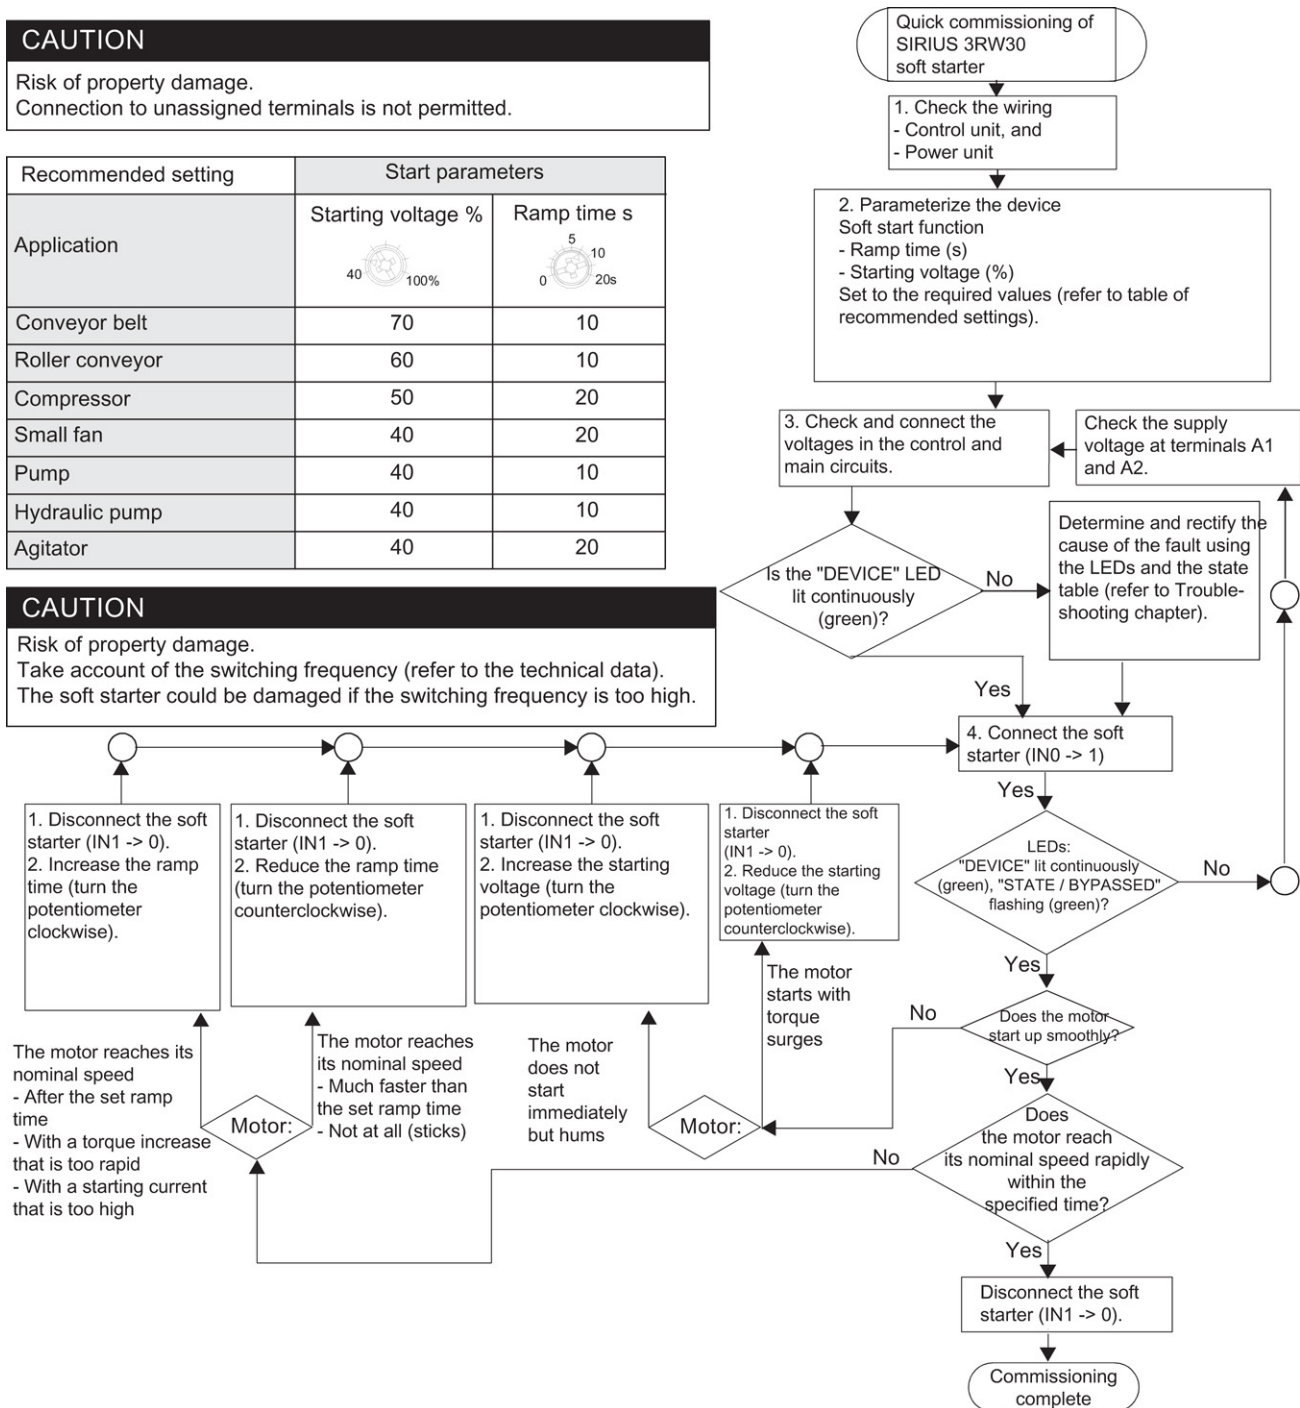 CAUTION
Risk of property damage.
Connection to unassigned terminals is not permitted.
Recommended setting
Start parameters
Application
Starting voltage %
40
100%
Ramp time s
0
5
10
20s
Conveyor belt 70 10
Roller conveyor 60 10
Compressor 50 20
Small fan 40 20
Pump 40 10
Hydraulic pump 40 10
Agitator 40 20
CAUTION
Risk of property damage.
Take account of the switching frequency (refer to the technical data).
The soft starter could be damaged if the switching frequency is too high.
Quick commissioning of
SIRIUS 3RW30
soft starter
1. Check the wiring
- Control unit, and
- Power unit
2. Parameterize the device
Soft start function
- Ramp time (s)
- Starting voltage (%)
Set to the required values (refer to table of
recommended settings).
3. Check and connect the
voltages in the control and
main circuits.
Check the supply
voltage at terminals A1
and A2.
Is the "DEVICE" LED
lit continuously
(green)?
No
Determine and rectify the
cause of the fault using
the LEDs and the state
table (refer to Trouble-
shooting chapter).
Yes
4. Connect the soft
starter (IN0 -> 1)
Yes
LEDs:
"DEVICE" lit continuously
(green), "STATE / BYPASSED"
flashing (green)?
No
Yes
Does the motor
start up smoothly?
No
Yes
Does
the motor reach
its nominal speed rapidly
within the
specified time?
No
Yes
Disconnect the soft
starter (IN1 -> 0).
Commissioning
complete
1. Disconnect the soft
starter (IN1 -> 0).
2. Increase the ramp
time (turn the
potentiometer
clockwise).
1. Disconnect the soft
starter (IN1 -> 0).
2. Reduce the ramp time
(turn the potentiometer
counterclockwise).
1. Disconnect the soft
starter (IN1 -> 0).
2. Increase the starting
voltage (turn the
potentiometer clockwise).
1. Disconnect the soft
starter
(IN1 -> 0).
2. Reduce the starting
voltage (turn the
potentiometer
counterclockwise).
The motor reaches its
nominal speed
- After the set ramp
time
- With a torque increase
that is too rapid
- With a starting current
that is too high
Motor:
The motor reaches
its nominal speed
- Much faster than
the set ramp time
- Not at all (sticks)
The motor
does not
start
immediately
but hums
Motor:
The motor
starts with
torque
surges